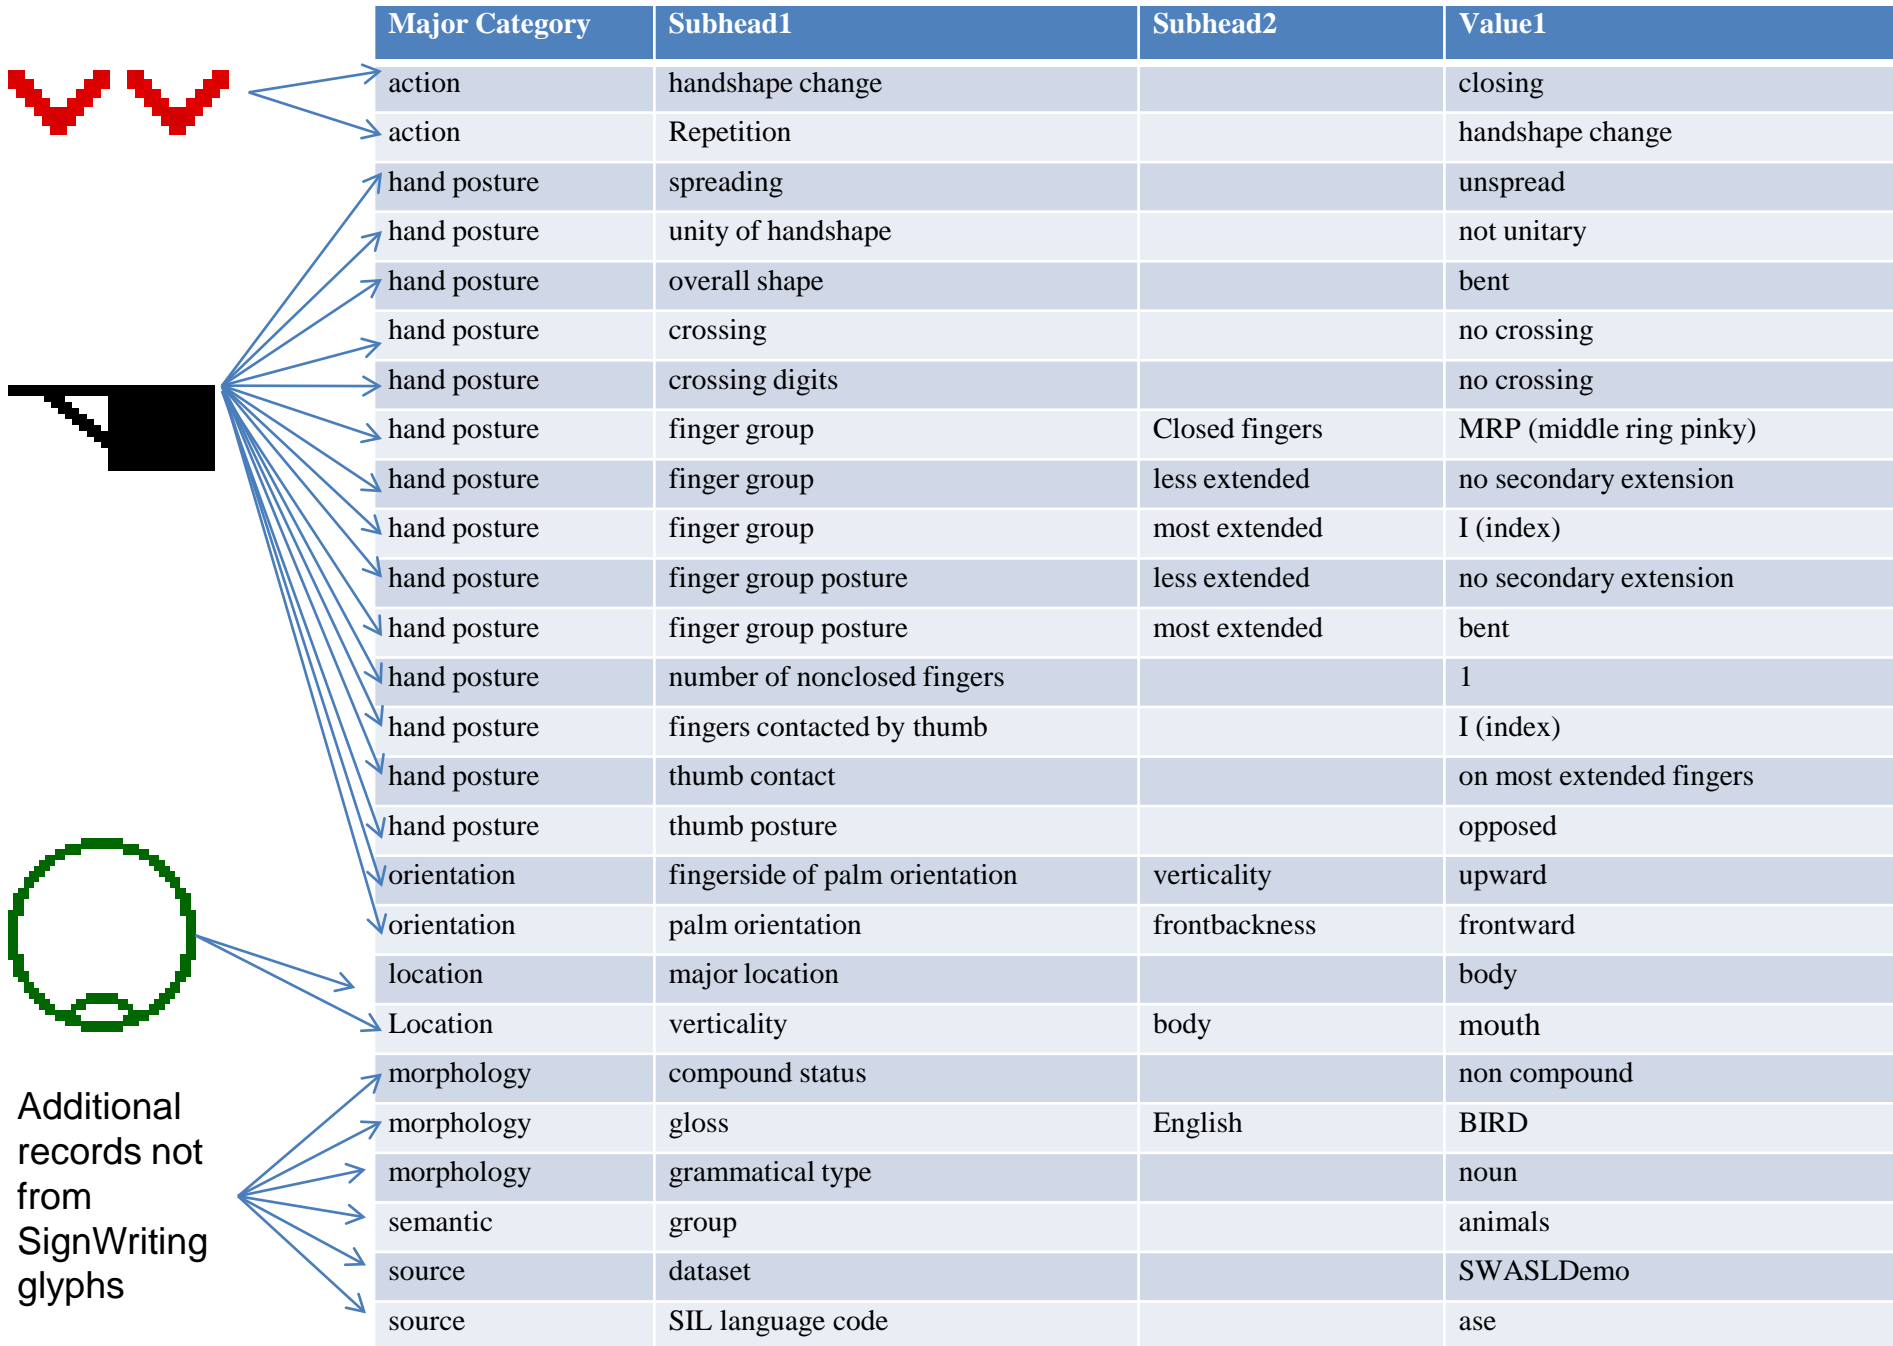 Major Category Subhead1 Subhead2 Value1
action handshape change closing
action Repetition handshape change
hand posture spreading unspread
hand posture unity of handshape not unitary
hand posture overall shape bent
hand posture crossing no crossing
hand posture crossing digits no crossing
hand posture finger group Closed fingers MRP (middle ring pinky)
hand posture finger group less extended no secondary extension
hand posture finger group most extended I (index)
hand posture finger group posture less extended no secondary extension
hand posture finger group posture most extended bent
hand posture number of nonclosed fingers 1
hand posture fingers contacted by thumb I (index)
hand posture thumb contact on most extended fingers
hand posture thumb posture opposed
orientation fingerside of palm orientation verticality upward
orientation palm orientation frontbackness frontward
location major location body
Location verticality body mouth
morphology compound status non compound
morphology gloss English BIRD
morphology grammatical type noun
semantic group animals
source dataset SWASLDemo
source SIL language code ase
Additional
records not
from
SignWriting
glyphs